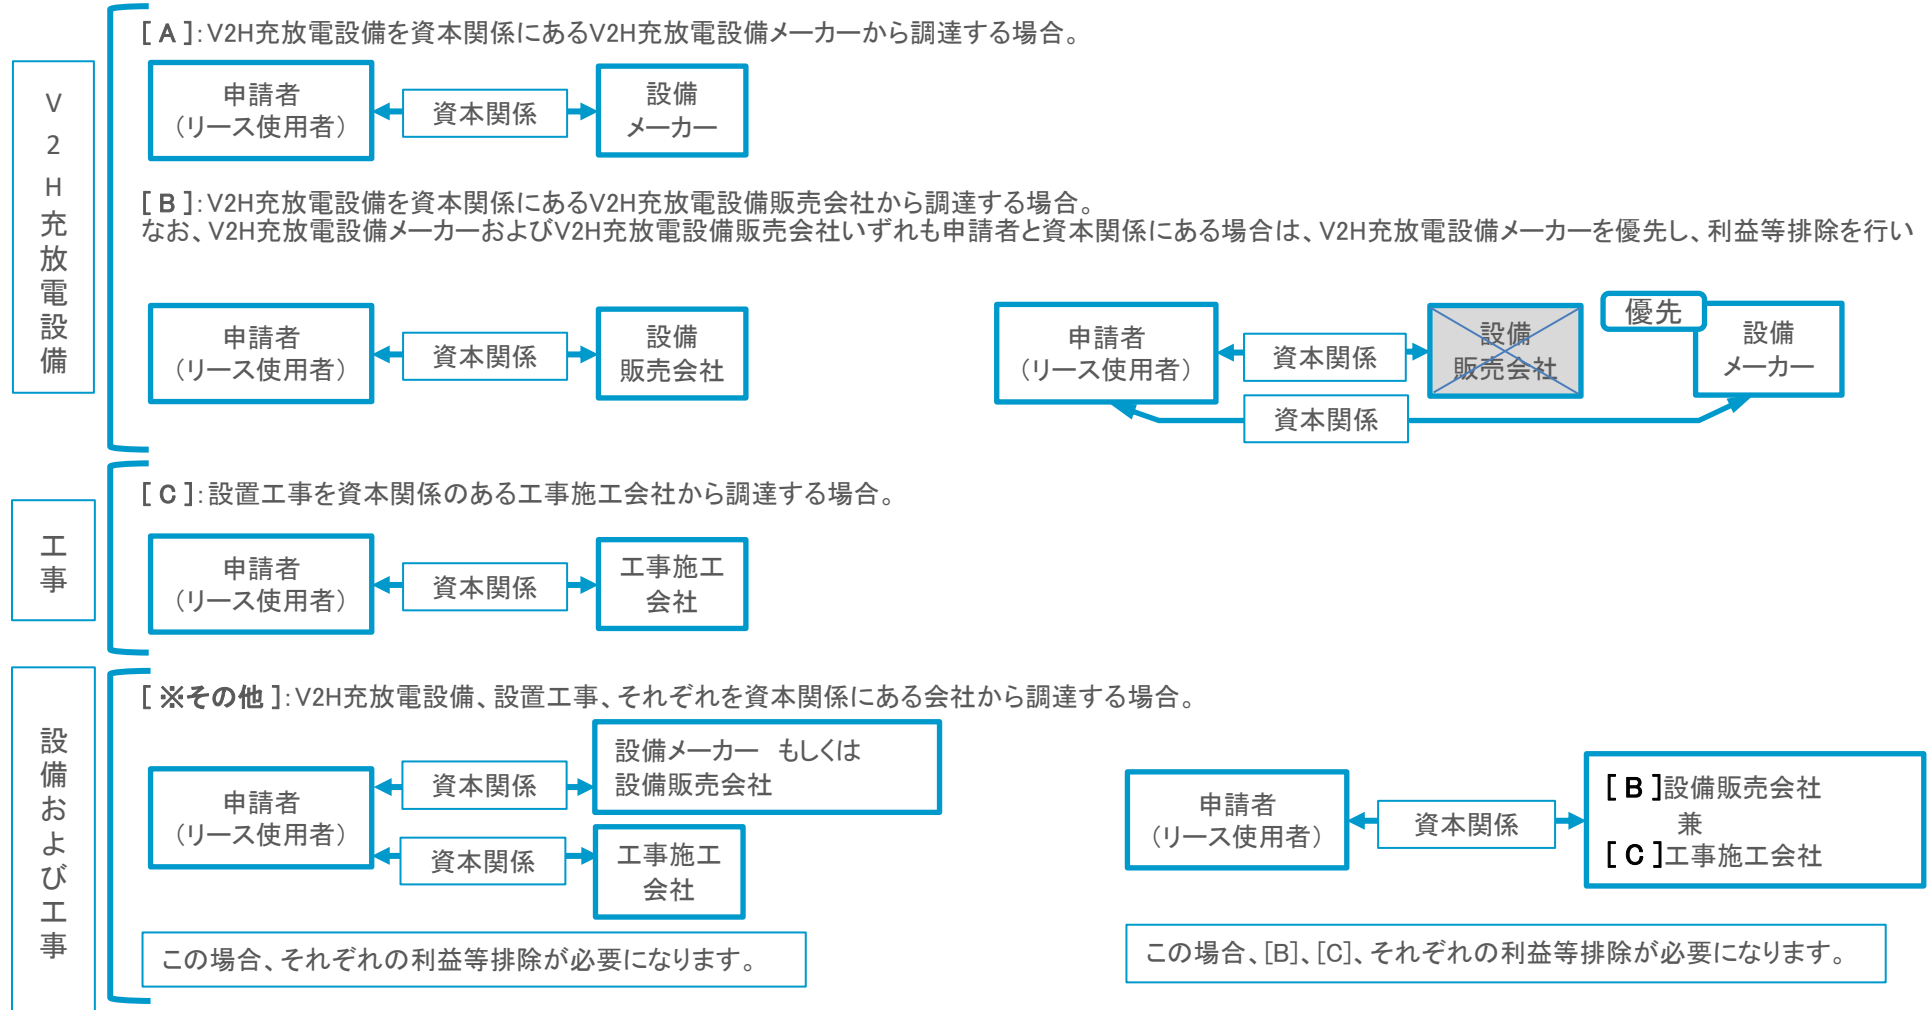 V2H充放電設備
[ A ]：V2H充放電設備を資本関係にあるV2H充放電設備メーカーから調達する場合。
申請者
（リース使用者）
資本関係
設備
メーカー
[ B ]：V2H充放電設備を資本関係にあるV2H充放電設備販売会社から調達する場合。
なお、V2H充放電設備メーカーおよびV2H充放電設備販売会社いずれも申請者と資本関係にある場合は、V2H充放電設備メーカーを優先し、利益等排除を行い
申請者
（リース使用者）
資本関係
設備
販売会社
申請者
（リース使用者）
資本関係
設備
販売会社
優先
設備
メーカー
資本関係
工事
[ C ]：設置工事を資本関係のある工事施工会社から調達する場合。
申請者
（リース使用者）
資本関係
工事施工
会社
設備および工事
[ ※その他 ]：V2H充放電設備、設置工事、それぞれを資本関係にある会社から調達する場合。
申請者
（リース使用者）
資本関係
設備メーカー　もしくは
設備販売会社
資本関係
工事施工
会社
この場合、それぞれの利益等排除が必要になります。
申請者
（リース使用者）
資本関係
[ B ]設備販売会社
兼
[ C ]工事施工会社
この場合、[B]、[C]、それぞれの利益等排除が必要になります。